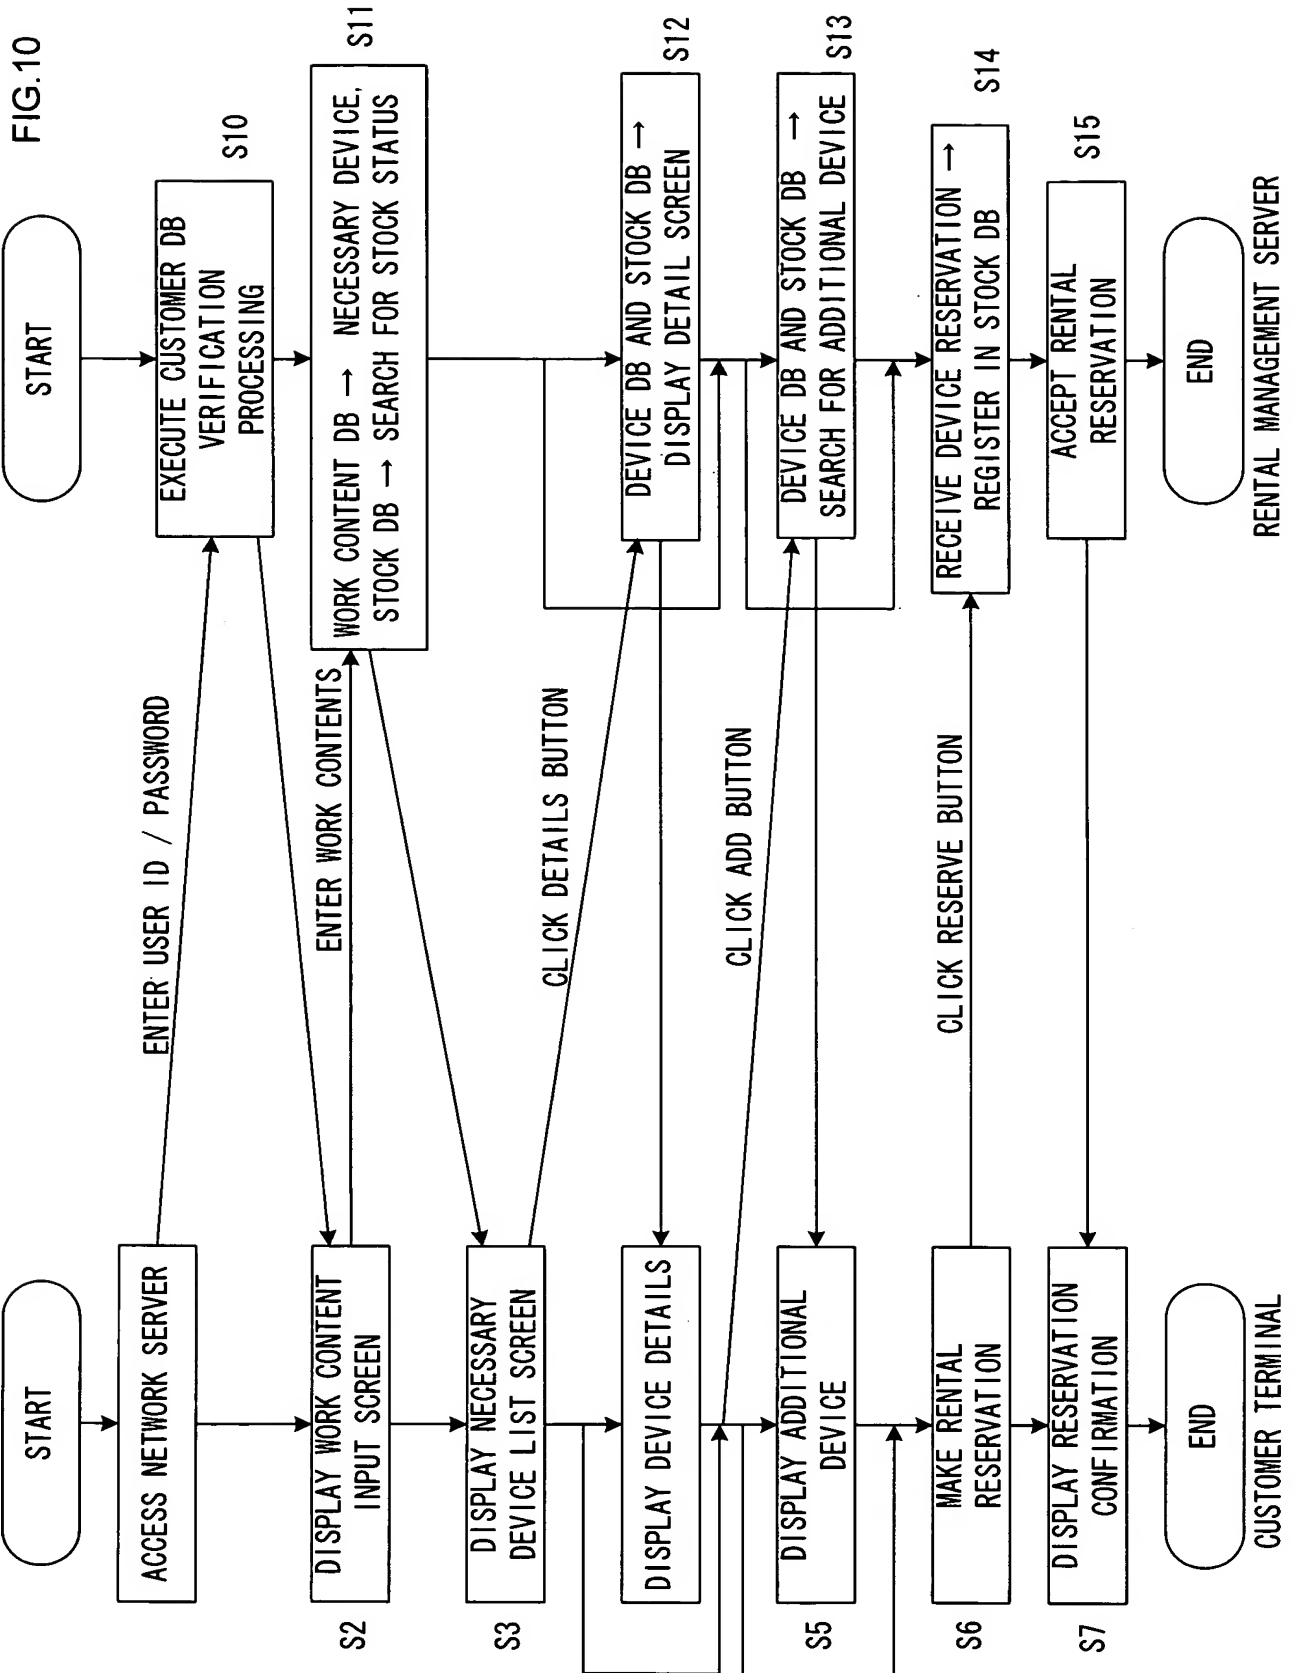 FIG.10
START
ACCESS NETWORK SERVER
DISPLAY WORK CONTENT
INPUT SCREEN
S2
DISPLAY NECESSARY
DEVICE LIST SCREEN
S3
DISPLAY DEVICE DETAILS
DISPLAY ADDITIONAL
DEVICE
S5
MAKE RENTAL
RESERVATION
S6
DISPLAY RESERVATION
CONFIRMATION
S7
END
CUSTOMER TERMINAL
ENTER USER ID / PASSWORD
ENTER WORK CONTENTS
CLICK DETAILS BUTTON
CLICK ADD BUTTON
CLICK RESERVE BUTTON
START
EXECUTE CUSTOMER DB
VERIFICATION
PROCESSING
S10
WORK CONTENT DB → NECESSARY DEVICE,
STOCK DB → SEARCH FOR STOCK STATUS
S11
DEVICE DB AND STOCK DB →
DISPLAY DETAIL SCREEN
S12
DEVICE DB AND STOCK DB →
SEARCH FOR ADDITIONAL DEVICE
S13
RECEIVE DEVICE RESERVATION →
REGISTER IN STOCK DB
S14
ACCEPT RENTAL
RESERVATION
S15
END
RENTAL MANAGEMENT SERVER